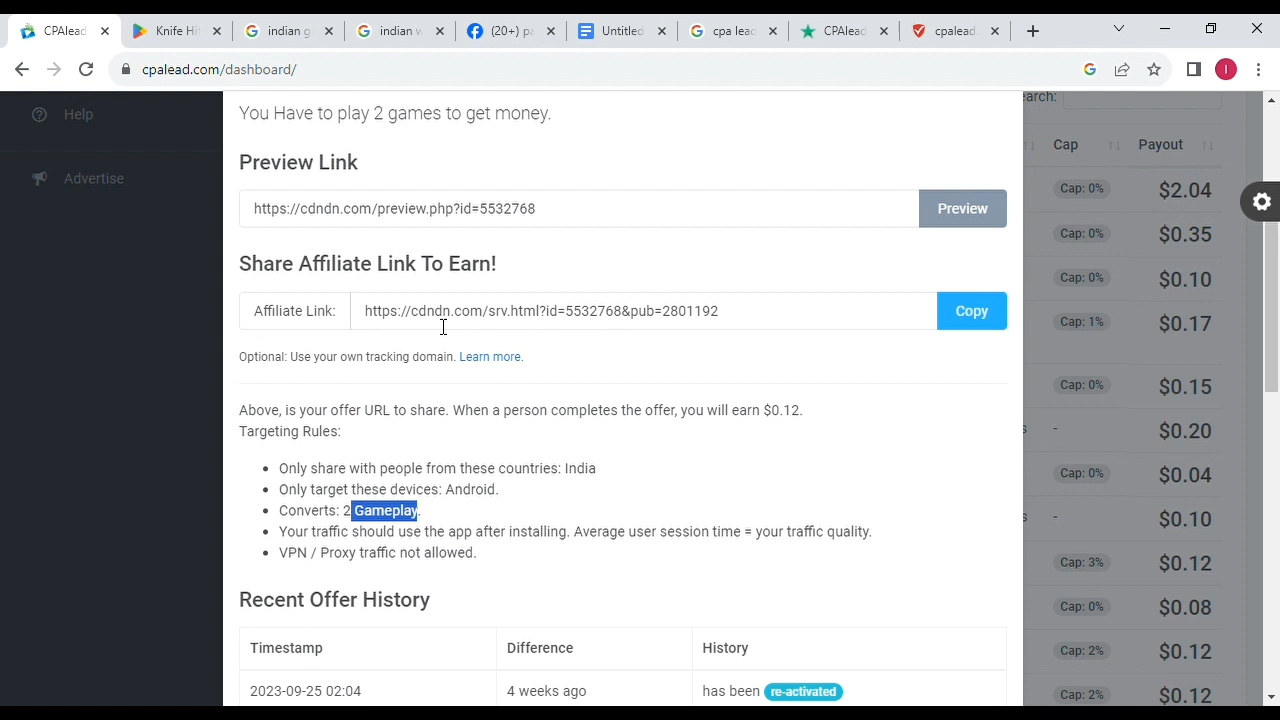 CPAlead
Knife Hi
indian g
indian w
(20+) pa
Untitled
cpa lead
CPAlead
cpalead
cpalead.com/dashboard/
Help
Advertise
You Have to play 2 games to get money.
Preview Link
https://cdndn.com/preview.php?id=5532768
Preview
Share Affiliate Link To Earn!
Affiliate Link:
https://cdndn.com/srv.html?id=5532768&pub=2801192
Copy
Optional: Use your own tracking domain. Learn more.
Above, is your offer URL to share. When a person completes the offer, you will earn $0.12.
Targeting Rules:
Only share with people from these countries: India
Only target these devices: Android.
Converts: 2 Gameplay.
Your traffic should use the app after installing. Average user session time = your traffic quality.
VPN / Proxy traffic not allowed.
Recent Offer History
Timestamp Difference History
2023-09-25 02:04 4 weeks ago has been re-activated
earch:
Cap Payout
Cap: 0% $2.04
Cap: 0% $0.35
Cap: 0% $0.10
Cap: 1% $0.17
Cap: 0% $0.15
s - $0.20
Cap: 0% $0.04
s - $0.10
Cap: 3% $0.12
Cap: 0% $0.08
Cap: 2% $0.12
Cap: 2% $0.12
I